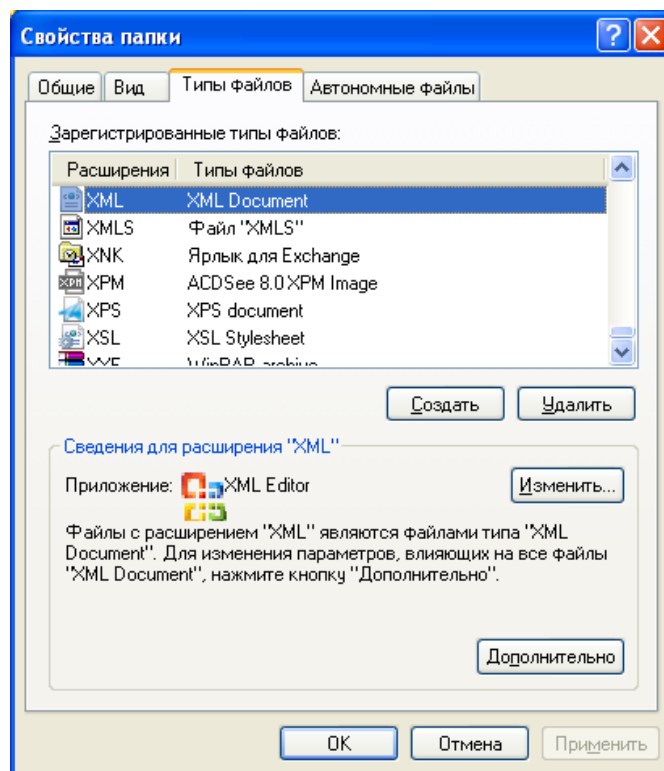 Свойства папки
Общие Вид Типы файлов Автономные файлы
Зарегистрированные типы файлов:
Расширения Типы файлов
XML XML Document
XMLS Файл "XMLS"
XNK Ярлык для Exchange
XPM ACDSee 8.0 XPM Image
XPS XPS document
XSL XSL Stylesheet
Создать Удалить
Сведения для расширения "XML"
Приложение: XML Editor Изменить...
Файлы с расширением "XML" являются файлами типа "XML
Document". Для изменения параметров, влияющих на все файлы
"XML Document", нажмите кнопку "Дополнительно".
Дополнительно
OK Отмена Применить